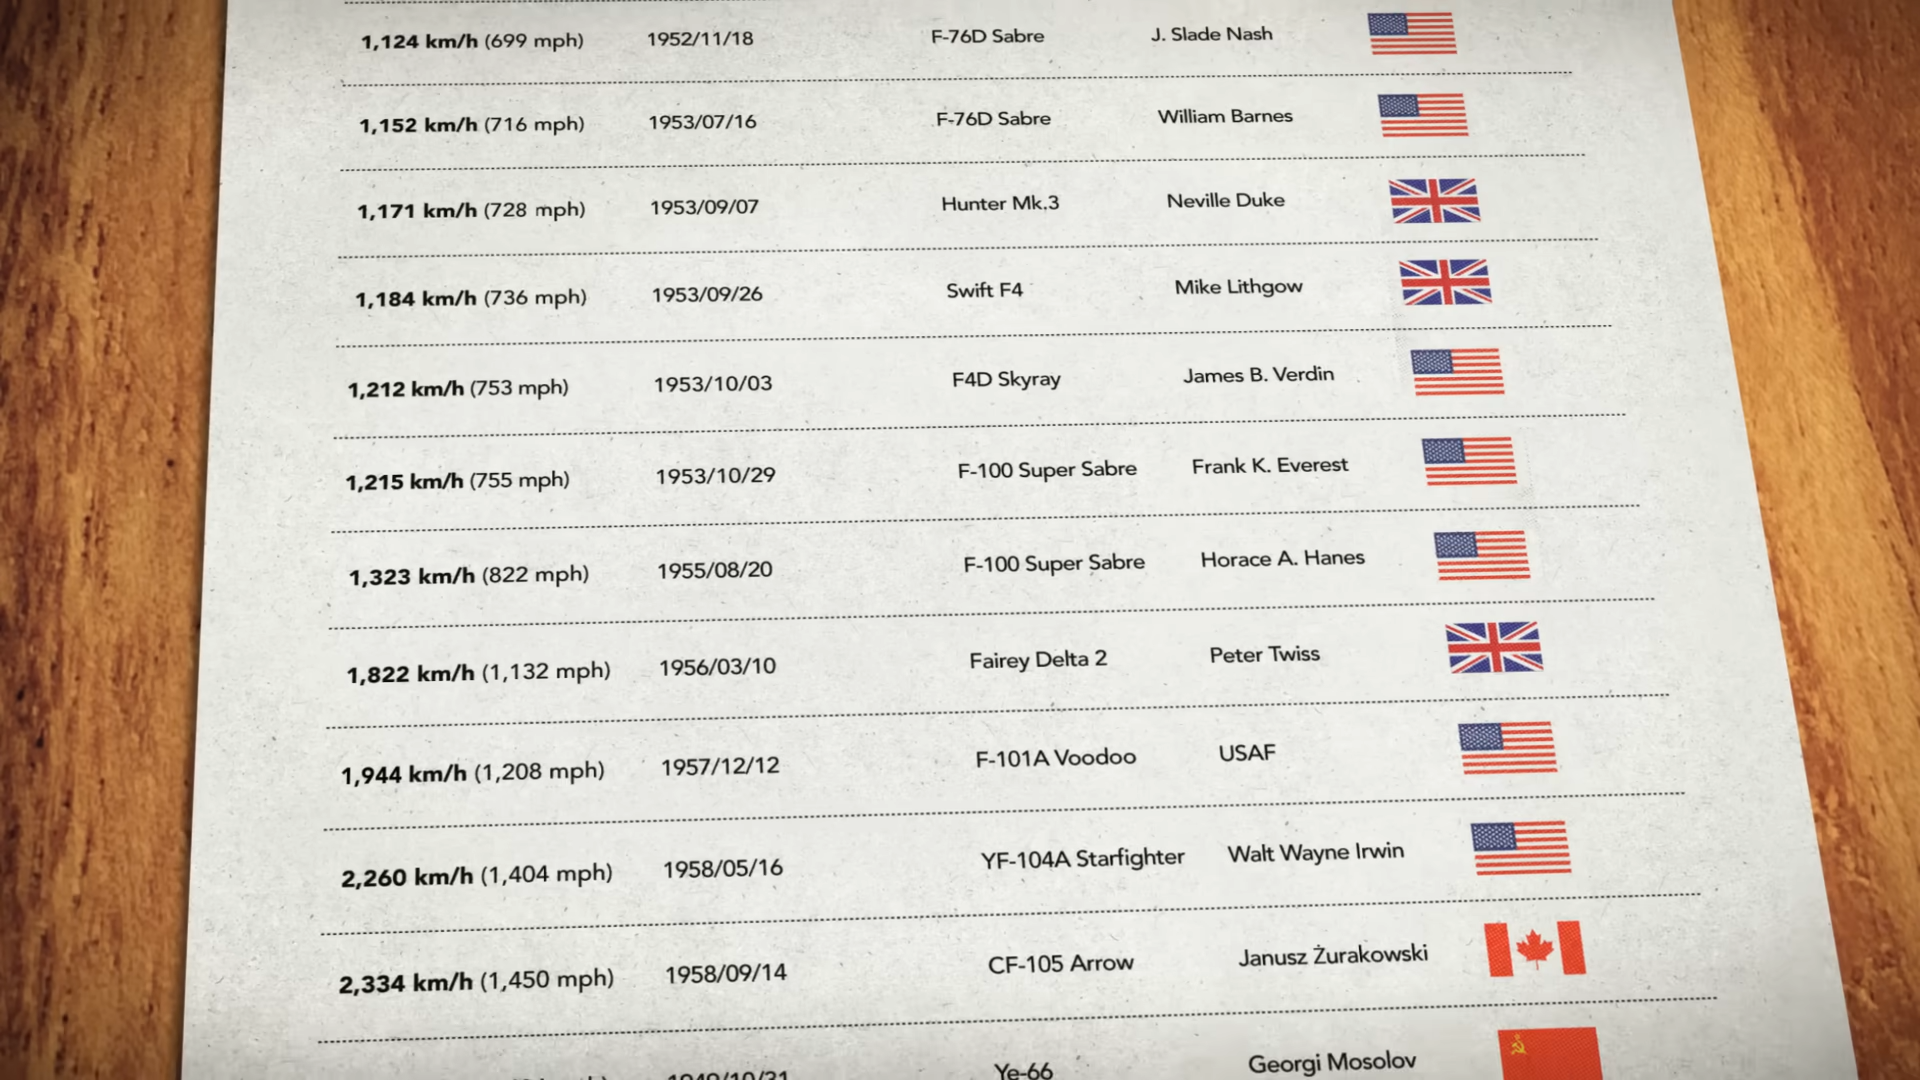 1,124 km/h (699 mph) 1952/11/18 F-76D Sabre J. Slade Nash
1,152 km/h (716 mph) 1953/07/16 F-76D Sabre William Barnes
1,171 km/h (728 mph) 1953/09/07 Hunter Mk.3 Neville Duke
1,184 km/h (736 mph) 1953/09/26 Swift F4 Mike Lithgow
1,212 km/h (753 mph) 1953/10/03 F4D Skyray James B. Verdin
1,215 km/h (755 mph) 1953/10/29 F-100 Super Sabre Frank K. Everest
1,323 km/h (822 mph) 1955/08/20 F-100 Super Sabre Horace A. Hanes
1,822 km/h (1,132 mph) 1956/03/10 Fairey Delta 2 Peter Twiss
1,944 km/h (1,208 mph) 1957/12/12 F-101A Voodoo USAF
2,260 km/h (1,404 mph) 1958/05/16 YF-104A Starfighter Walt Wayne Irwin
2,334 km/h (1,450 mph) 1958/09/14 CF-105 Arrow Janusz Żurakowski
Ye-66 Georgi Mosolov